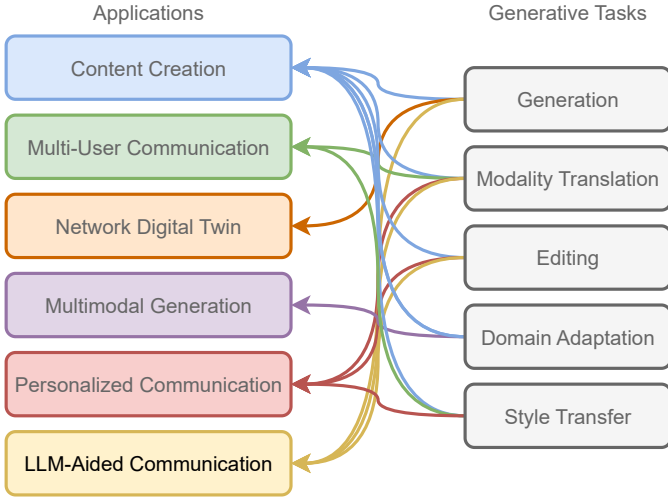 Applications
Generative Tasks
Content Creation
Multi-User Communication
Network Digital Twin
Multimodal Generation
Personalized Communication
LLM-Aided Communication
Generation
Modality Translation
Editing
Domain Adaptation
Style Transfer